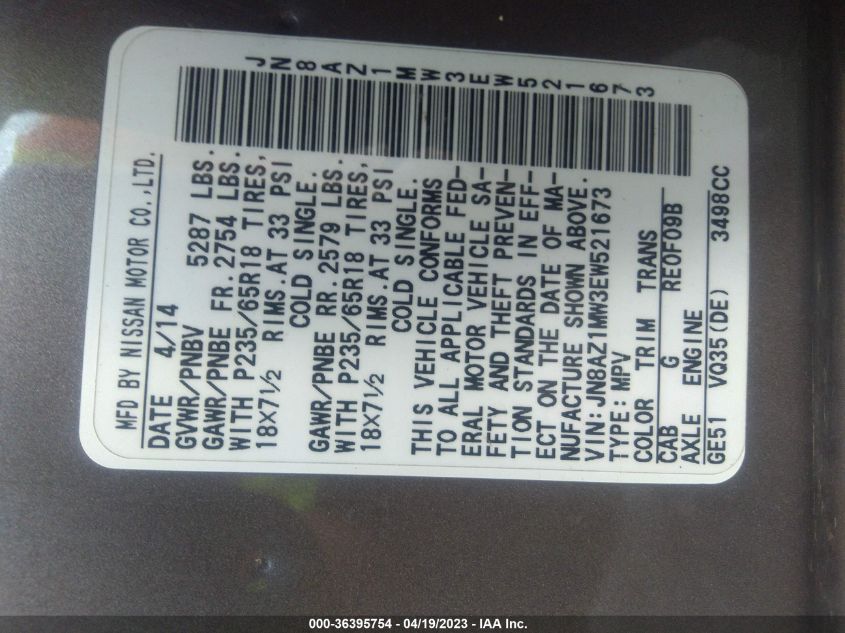 JN8AZ1MW3EW521673
MFD BY NISSAN MOTOR CO.,LTD.
DATE 4/14
GVWR/PNBV 5287 LBS.
GAWR/PNBE FR. 2754 LBS.
WITH P235/65R18 TIRES,
18X7 1/2 RIMS.AT 33 PSI
COLD SINGLE.
GAWR/PNBE RR. 2579 LBS.
WITH P235/65R18 TIRES,
18X7 1/2 RIMS.AT 33 PSI
COLD SINGLE.
THIS VEHICLE CONFORMS
TO ALL APPLICABLE FED-
ERAL MOTOR VEHICLE SA-
FETY AND THEFT PREVEN-
TION STANDARDS IN EFF-
ECT ON THE DATE OF MA-
NUFACTURE SHOWN ABOVE.
VIN:JN8AZ1MW3EW521673
TYPE:MPV
COLOR TRIM TRANS
CAB G RE0F09B
AXLE ENGINE
GE51 VQ35(DE) 3498CC
000-36395754 - 04/19/2023 - IAA Inc.